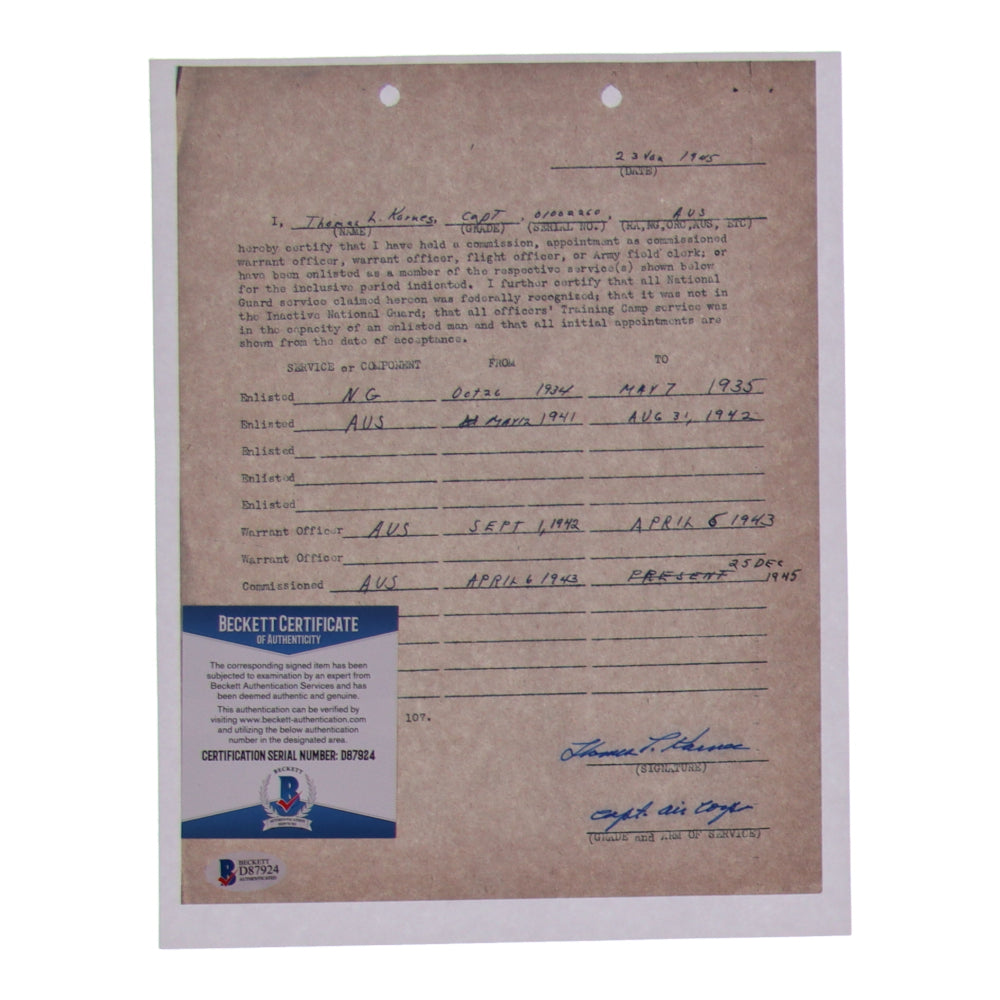 23 Nov 1945
(DATE)
I, Thomas L. Karnes, Capt, 01002260, AUS
(NAME) (GRADE) (SERIAL NO.) (RA,NG,ORC,AUS, ETC)
hereby certify that I have held a commission, appointment as commissioned
warrant officer, warrant officer, flight officer, or Army field clerk; or
have been enlisted as a member of the respective service(s) shown below
for the inclusive period indicated. I further certify that all National
Guard service claimed hereon was federally recognized; that it was not in
the Inactive National Guard; that all officers' Training Camp service was
in the capacity of an enlisted man and that all initial appointments are
shown from the date of acceptance.
SERVICE or COMPONENT FROM TO
Enlisted NG Oct 26 1934 MAY 7 1935
Enlisted AUS MAY 12 1941 AUG 31, 1942
Enlisted
Enlisted
Enlisted
Warrant Officer AUS SEPT 1, 1942 APRIL 5 1943
Warrant Officer
Commissioned AUS APRIL 6 1943 PRESENT 25 DEC 1945
107.
Thomas L. Karnes
(SIGNATURE)
Capt. Air Corps
(GRADE and ARM OF SERVICE)
BECKETT CERTIFICATE
OF AUTHENTICITY
The corresponding signed item has been
subjected to examination by an expert from
Beckett Authentication Services and has
been deemed authentic and genuine.
This authentication can be verified by
visiting www.beckett-authentication.com
and utilizing the below authentication
number in the designated area.
CERTIFICATION SERIAL NUMBER: D87924
BECKETT
B
AUTHENTICATION
SERVICES
B
BECKETT
D87924
AUTHENTICATED